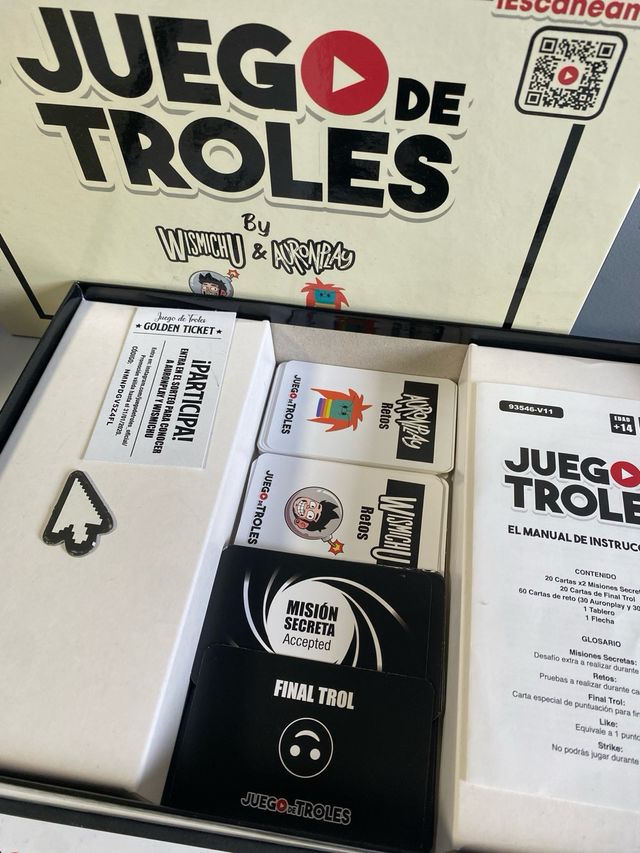 ¡Escanéam
JUEGO DE
TROLES
By
WISMICHU & AURONPLAY
Juego de Troles
GOLDEN TICKET
¡PARTICIPA!
ENTRA EN EL SORTEO PARA CONOCER
A AURONPLAY Y WISMICHU
CÓDIGO: NMNPDGV5Z4FL
AURONPLAY
Retos
JUEGO DE TROLES
WISMICHU
Retos
JUEGO DE TROLES
MISIÓN
SECRETA
Accepted
FINAL TROL
JUEGO DE TROLES
93546-V11
EDAD
+14
JUEGO
TROLE
EL MANUAL DE INSTRUC
CONTENIDO
20 Cartas x2 Misiones Secre
20 Cartas de Final Trol
60 Cartas de reto (30 Auronplay y 30
1 Tablero
1 Flecha
GLOSARIO
Misiones Secretas:
Desafío extra a realizar durante
Retos:
Pruebas a realizar durante ca
Final Trol:
Carta especial de puntuación para fin
Like:
Equivale a 1 punto
Strike:
No podrás jugar durante